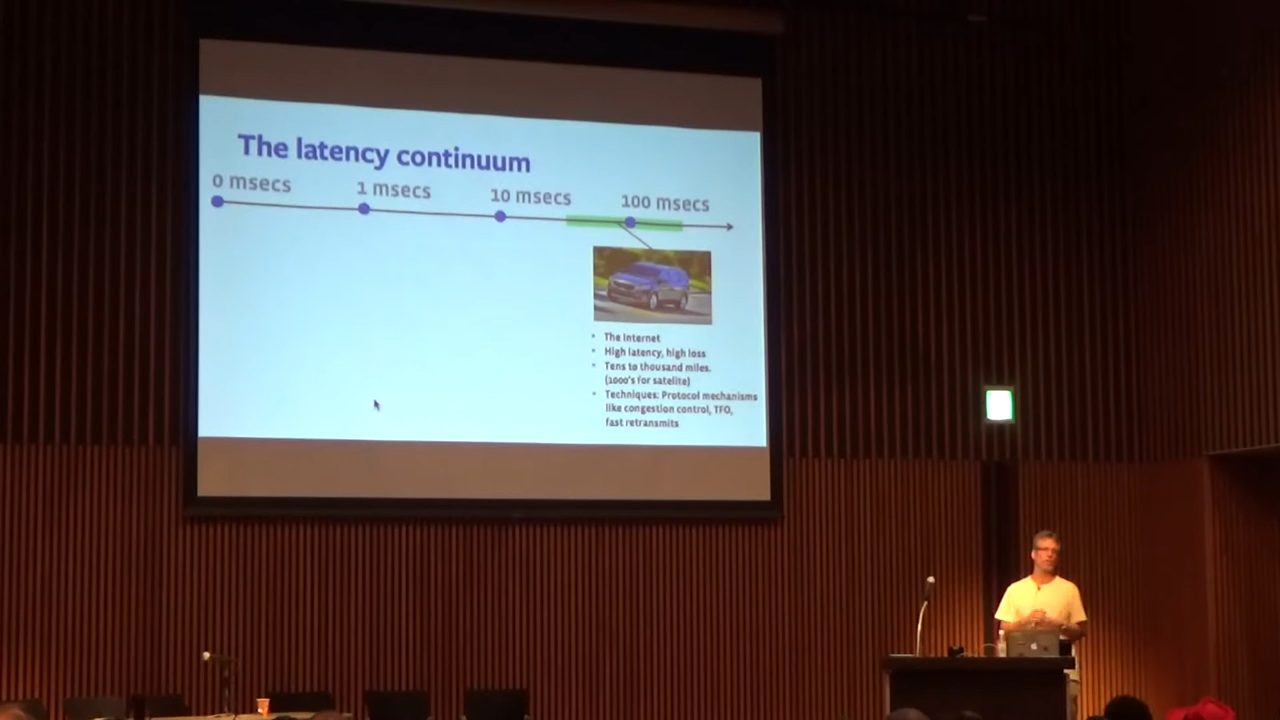 The latency continuum
0 msecs
1 msecs
10 msecs
100 msecs
• The Internet
• High latency, high loss
• Tens to thousand miles.
(1000's for satelite)
• Techniques: Protocol mechanisms
like congestion control, TFO,
fast retransmits